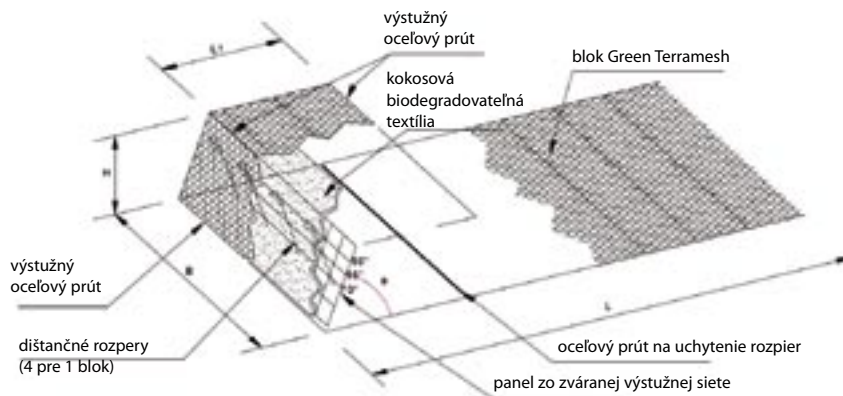 výstužný
oceľový prút
blok Green Terramesh
kokosová
biodegradovateľná
textília
H
B
L
výstužný
oceľový prút
dištančné rozpery
(4 pre 1 blok)
oceľový prút na uchytenie rozpier
panel zo zváranej výstužnej siete